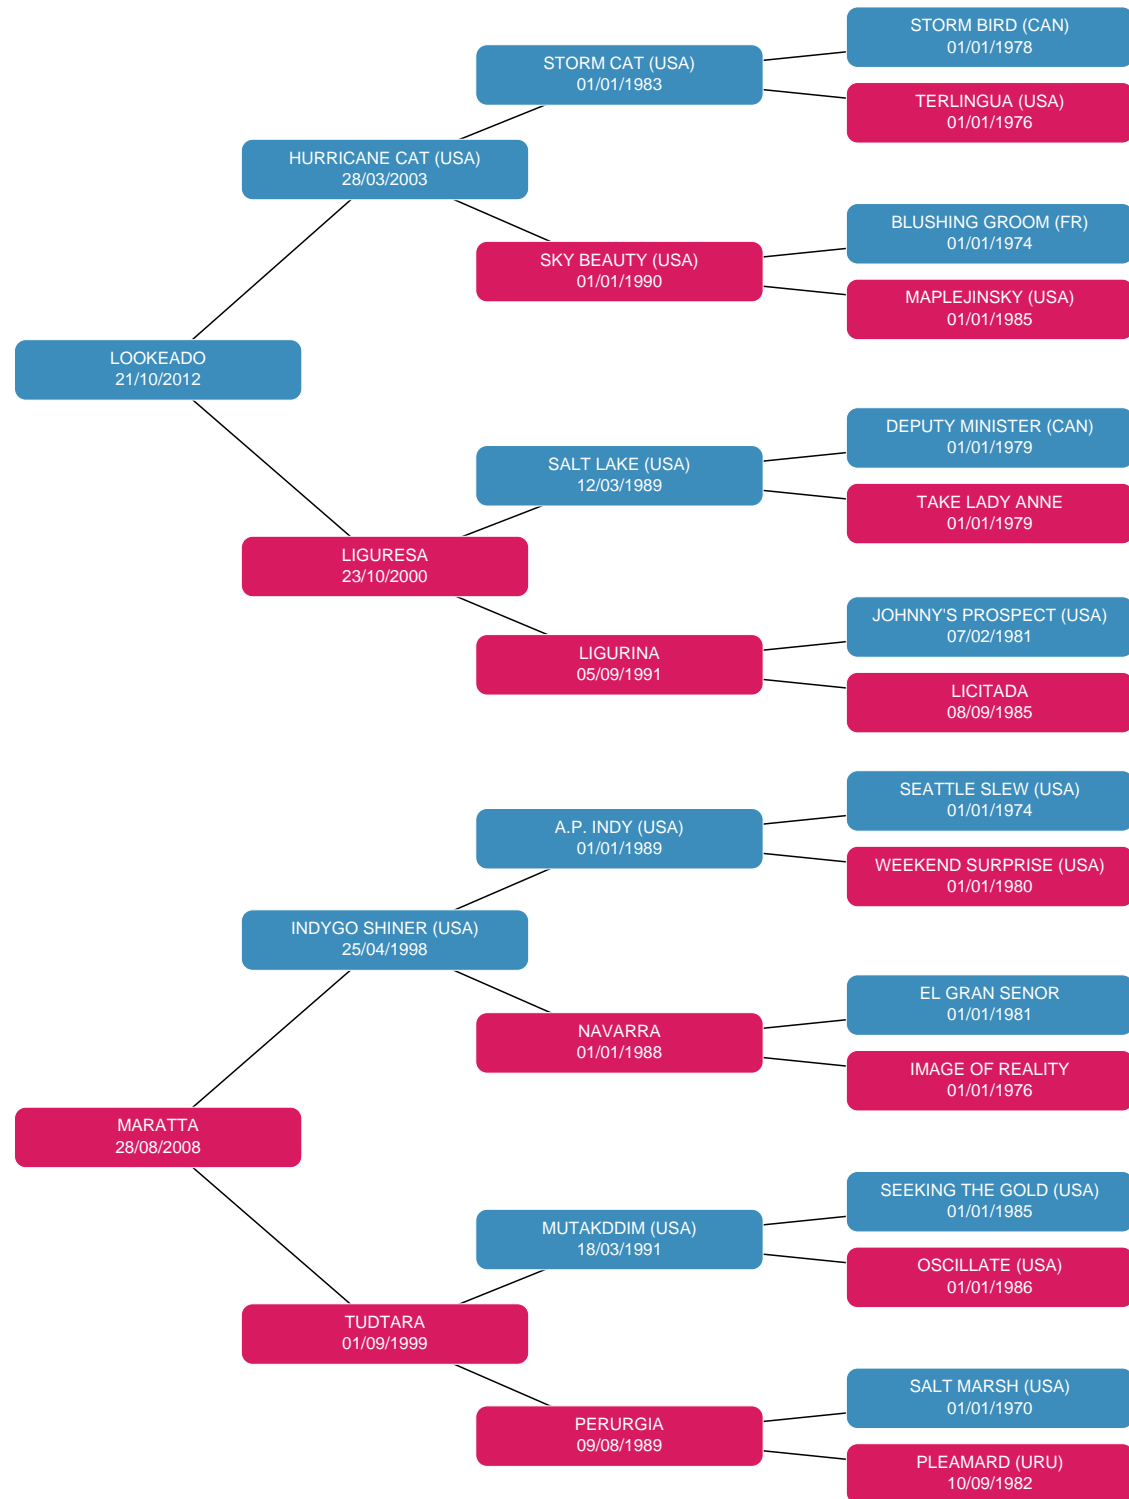 STORM BIRD (CAN)
01/01/1978
STORM CAT (USA)
01/01/1983
TERLINGUA (USA)
01/01/1976
HURRICANE CAT (USA)
28/03/2003
BLUSHING GROOM (FR)
01/01/1974
SKY BEAUTY (USA)
01/01/1990
MAPLEJINSKY (USA)
01/01/1985
LOOKEADO
21/10/2012
DEPUTY MINISTER (CAN)
01/01/1979
SALT LAKE (USA)
12/03/1989
TAKE LADY ANNE
01/01/1979
LIGURESA
23/10/2000
JOHNNY'S PROSPECT (USA)
07/02/1981
LIGURINA
05/09/1991
LICITADA
08/09/1985
SEATTLE SLEW (USA)
01/01/1974
A.P. INDY (USA)
01/01/1989
WEEKEND SURPRISE (USA)
01/01/1980
INDYGO SHINER (USA)
25/04/1998
EL GRAN SENOR
01/01/1981
NAVARRA
01/01/1988
IMAGE OF REALITY
01/01/1976
MARATTA
28/08/2008
SEEKING THE GOLD (USA)
01/01/1985
MUTAKDDIM (USA)
18/03/1991
OSCILLATE (USA)
01/01/1986
TUDTARA
01/09/1999
SALT MARSH (USA)
01/01/1970
PERURGIA
09/08/1989
PLEAMARD (URU)
10/09/1982